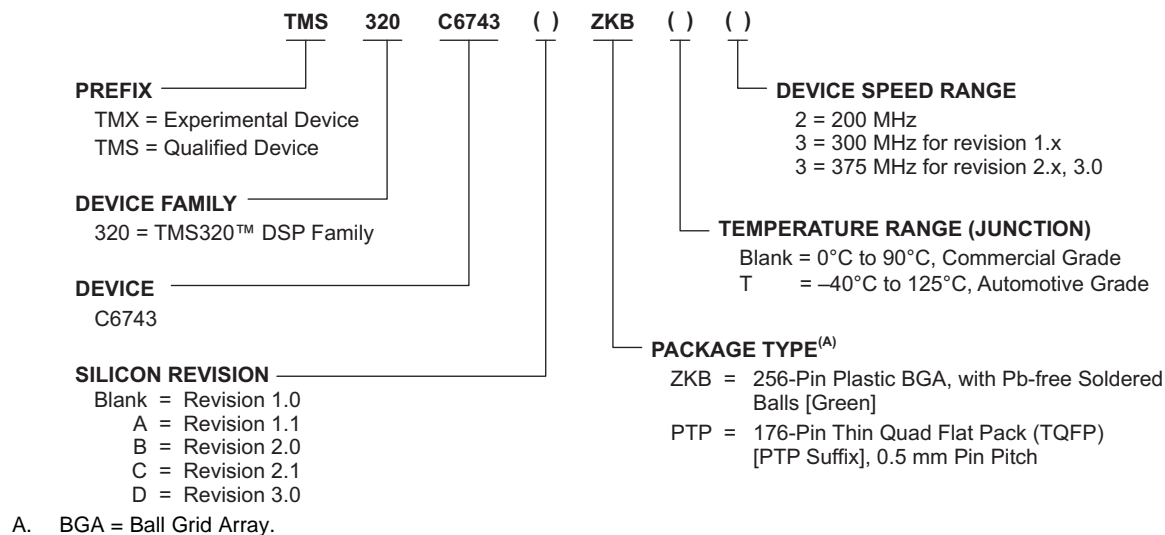 TMS 320 C6743 ( ) ZKB ( ) ( )
PREFIX
TMX = Experimental Device
TMS = Qualified Device
DEVICE FAMILY
320 = TMS320™ DSP Family
DEVICE
C6743
SILICON REVISION
Blank = Revision 1.0
A = Revision 1.1
B = Revision 2.0
C = Revision 2.1
D = Revision 3.0
DEVICE SPEED RANGE
2 = 200 MHz
3 = 300 MHz for revision 1.x
3 = 375 MHz for revision 2.x, 3.0
TEMPERATURE RANGE (JUNCTION)
Blank = 0°C to 90°C, Commercial Grade
T = –40°C to 125°C, Automotive Grade
PACKAGE TYPE(A)
ZKB = 256-Pin Plastic BGA, with Pb-free Soldered
Balls [Green]
PTP = 176-Pin Thin Quad Flat Pack (TQFP)
[PTP Suffix], 0.5 mm Pin Pitch
A. BGA = Ball Grid Array.